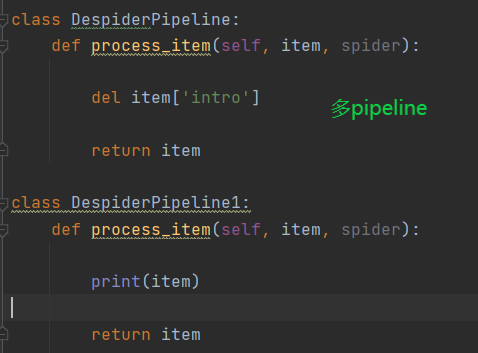 class DespiderPipeline:
    def process_item(self, item, spider):
        del item['intro']
多pipeline
        return item
class DespiderPipeline1:
    def process_item(self, item, spider):
        print(item)
        return item